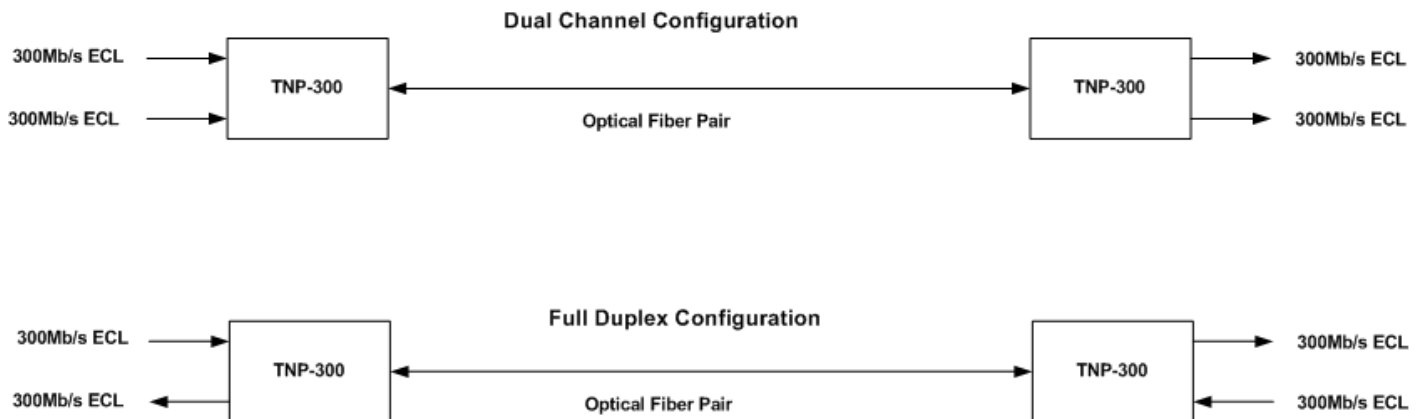 Dual Channel Configuration
300Mb/s ECL
300Mb/s ECL
TNP-300
Optical Fiber Pair
TNP-300
300Mb/s ECL
300Mb/s ECL
Full Duplex Configuration
300Mb/s ECL
300Mb/s ECL
TNP-300
Optical Fiber Pair
TNP-300
300Mb/s ECL
300Mb/s ECL